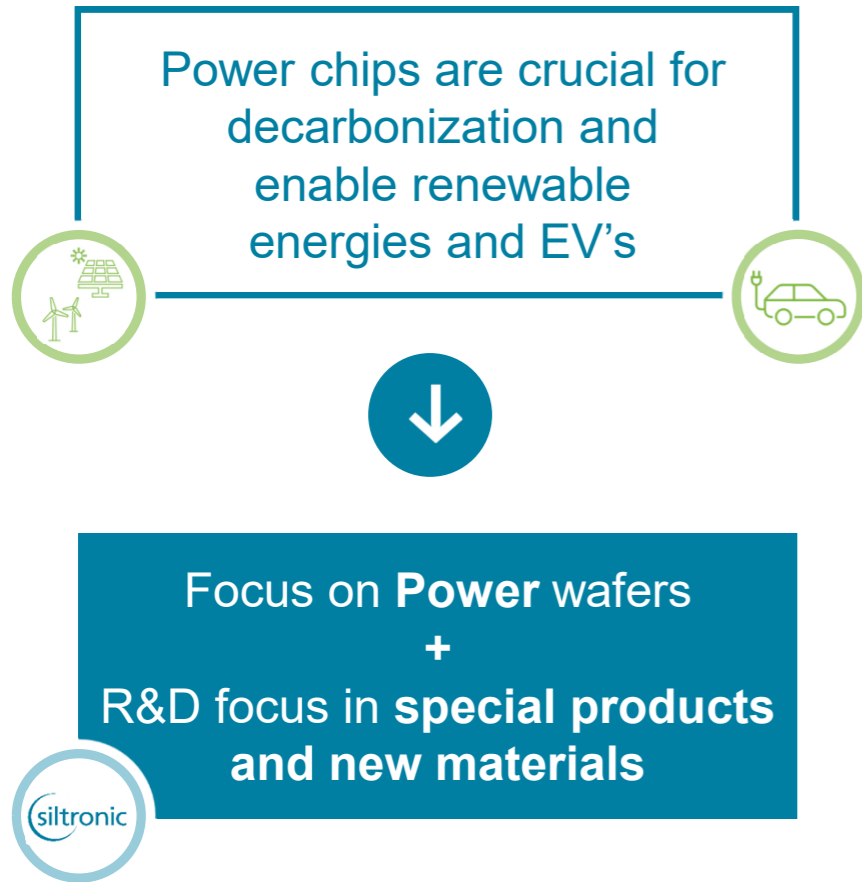 Power chips are crucial for
decarbonization and
enable renewable
energies and EV’s
Focus on Power wafers
+
R&D focus in special products
and new materials
siltronic